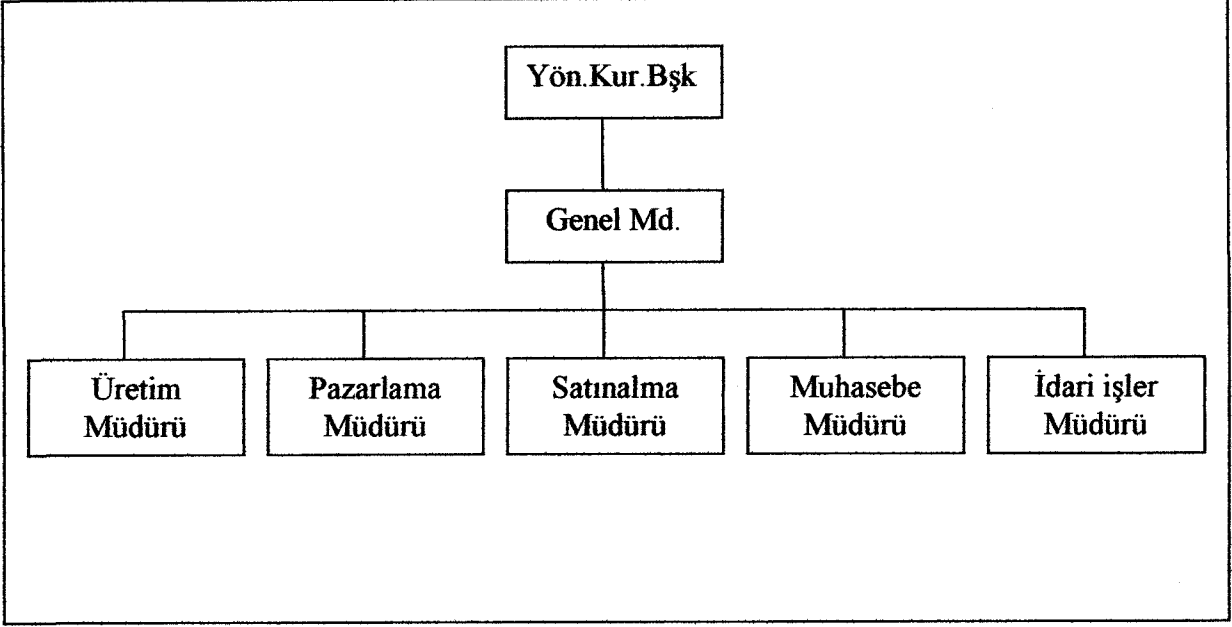 Yön.Kur.Bşk
Genel Md.
Üretim
Müdürü
Pazarlama
Müdürü
Satınalma
Müdürü
Muhasebe
Müdürü
İdari işler
Müdürü